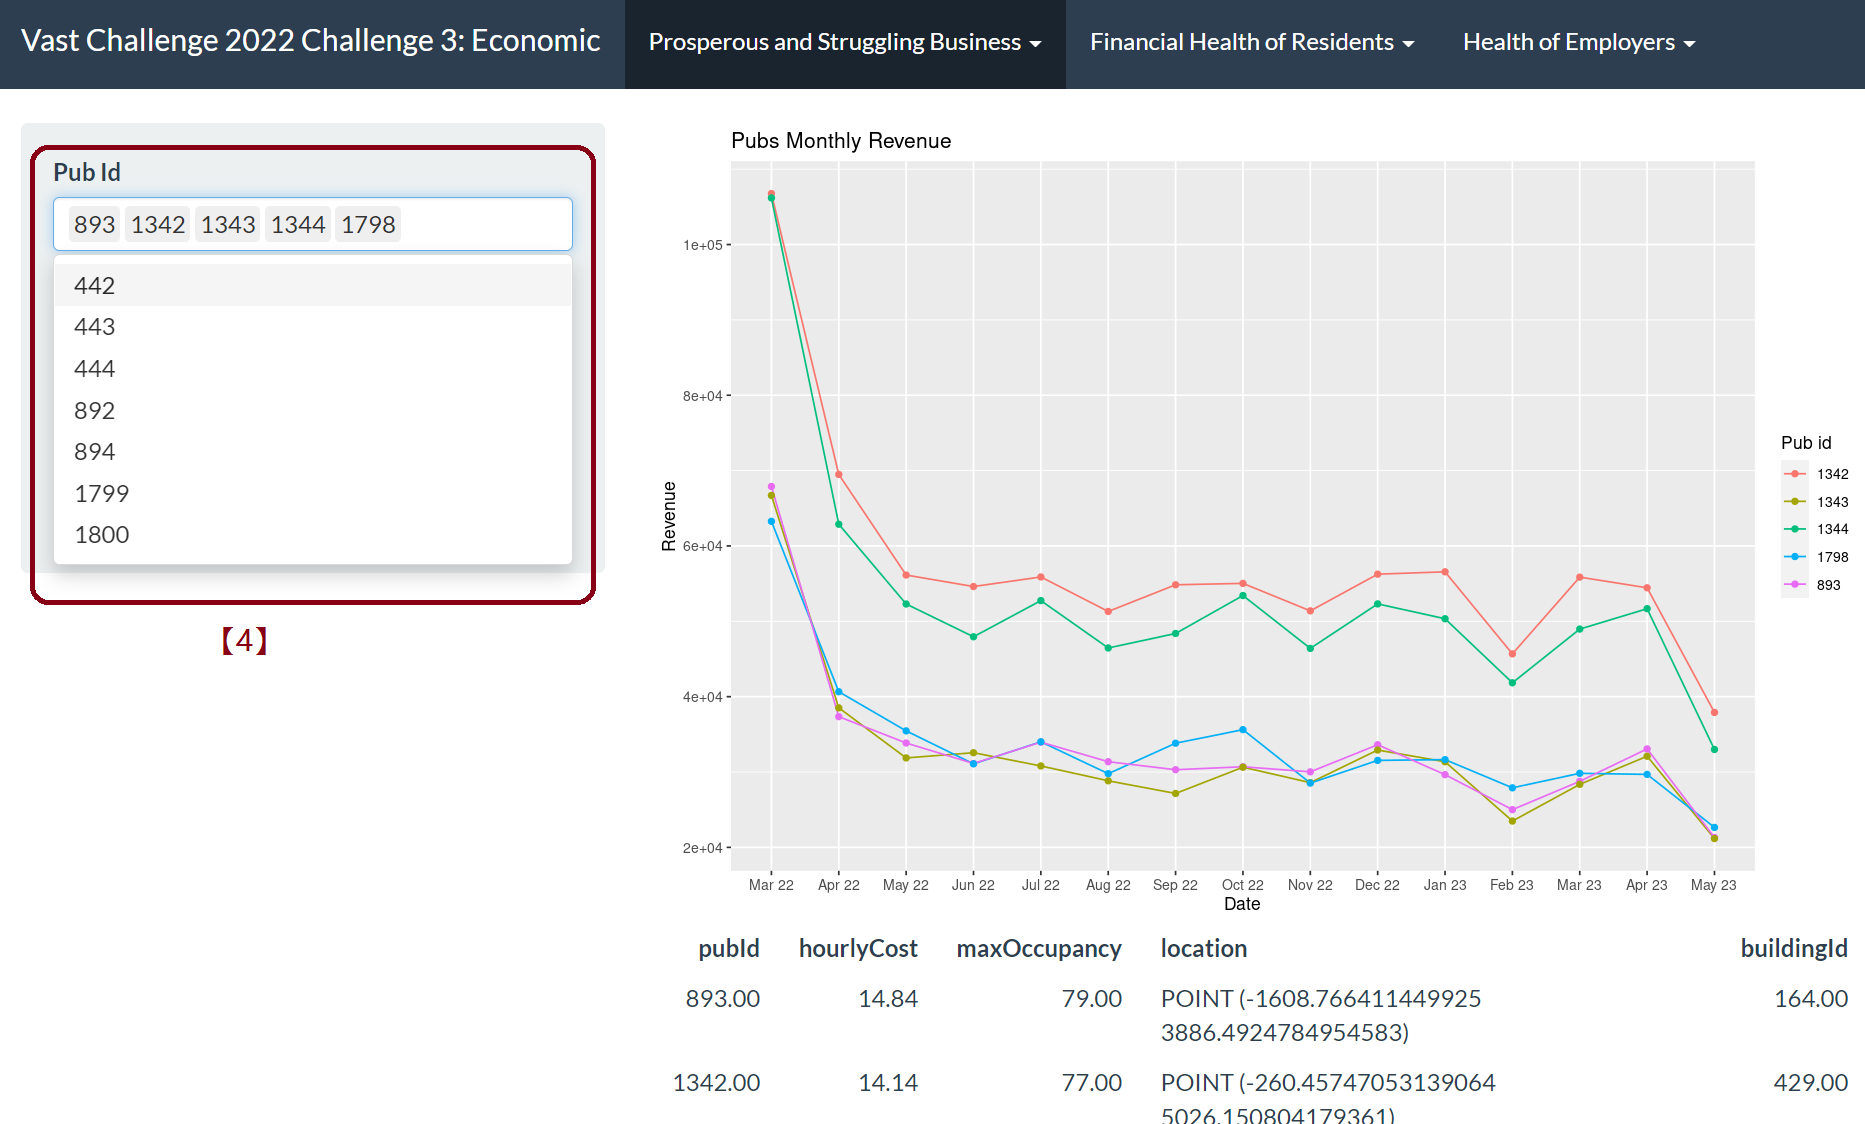 Vast Challenge 2022 Challenge 3: Economic
Prosperous and Struggling Business
Financial Health of Residents
Health of Employers
Pub Id
893 1342 1343 1344 1798
442
443
444
892
894
1799
1800
【4】
Pubs Monthly Revenue
Revenue
1e+05
8e+04
6e+04
4e+04
2e+04
Mar 22 Apr 22 May 22 Jun 22 Jul 22 Aug 22 Sep 22 Oct 22 Nov 22 Dec 22 Jan 23 Feb 23 Mar 23 Apr 23 May 23
Date
Pub id
1342
1343
1344
1798
893
pubId hourlyCost maxOccupancy location buildingId
893.00 14.84 79.00 POINT (-1608.766411449925 164.00
3886.4924784954583)
1342.00 14.14 77.00 POINT (-260.45747053139064 429.00
5026.150804179361)